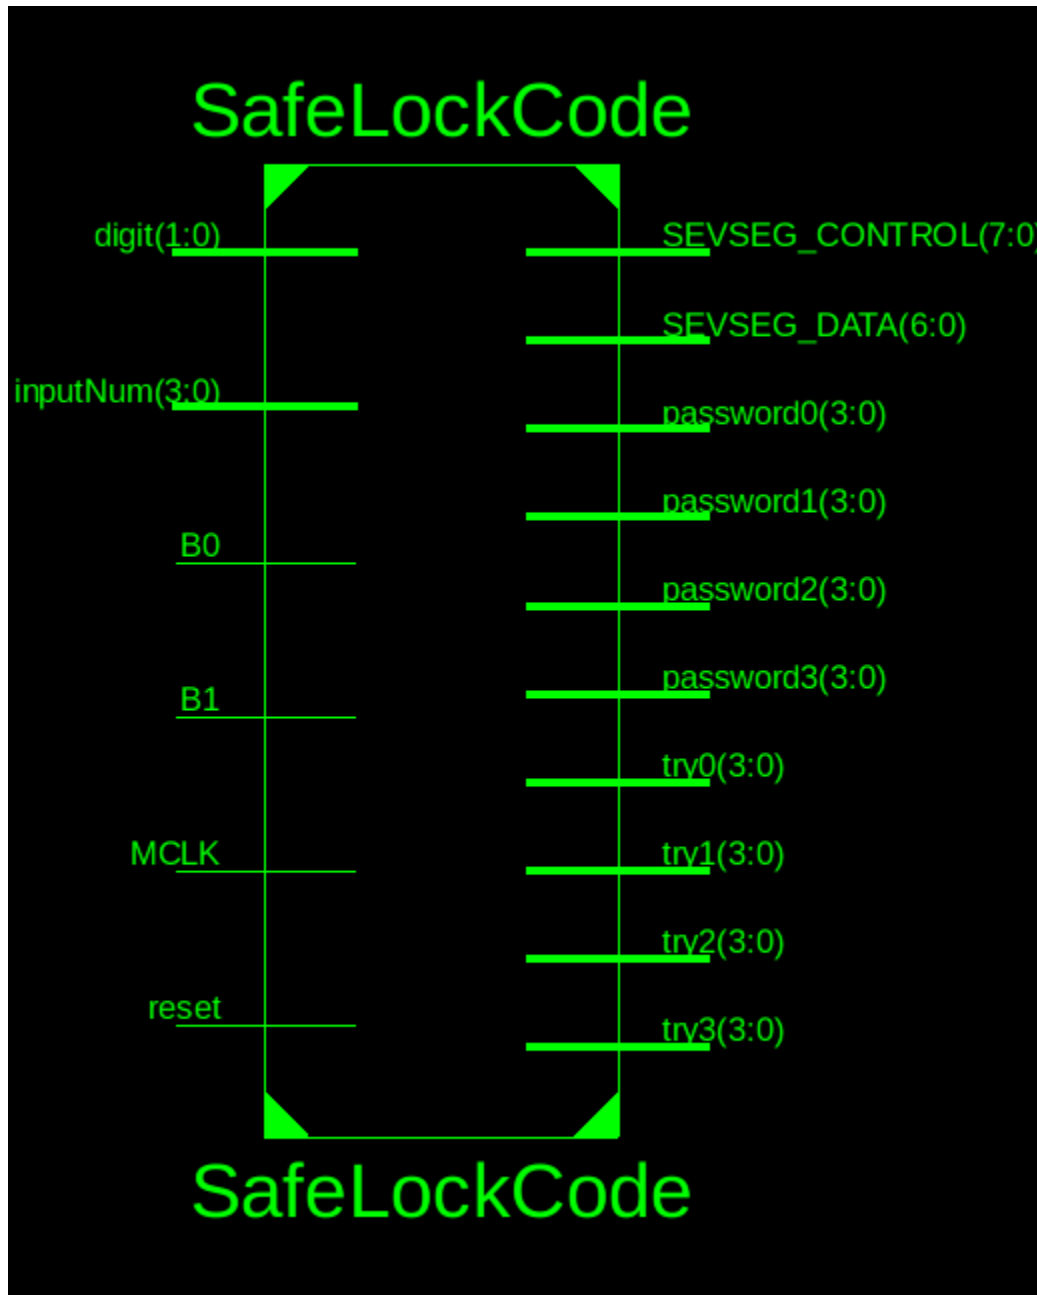 SafeLockCode
digit(1:0)
inputNum(3:0)
B0
B1
MCLK
reset
SEVSEG_CONTROL(7:0)
SEVSEG_DATA(6:0)
password0(3:0)
password1(3:0)
password2(3:0)
password3(3:0)
try0(3:0)
try1(3:0)
try2(3:0)
try3(3:0)
SafeLockCode